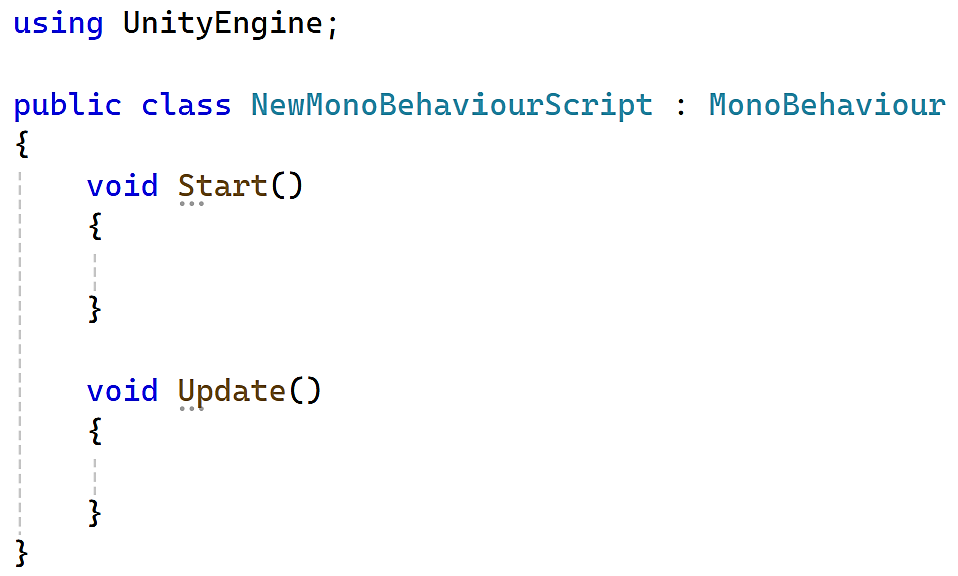 using UnityEngine;
public class NewMonoBehaviourScript : MonoBehaviour
{
void Start()
{
}
void Update()
{
}
}